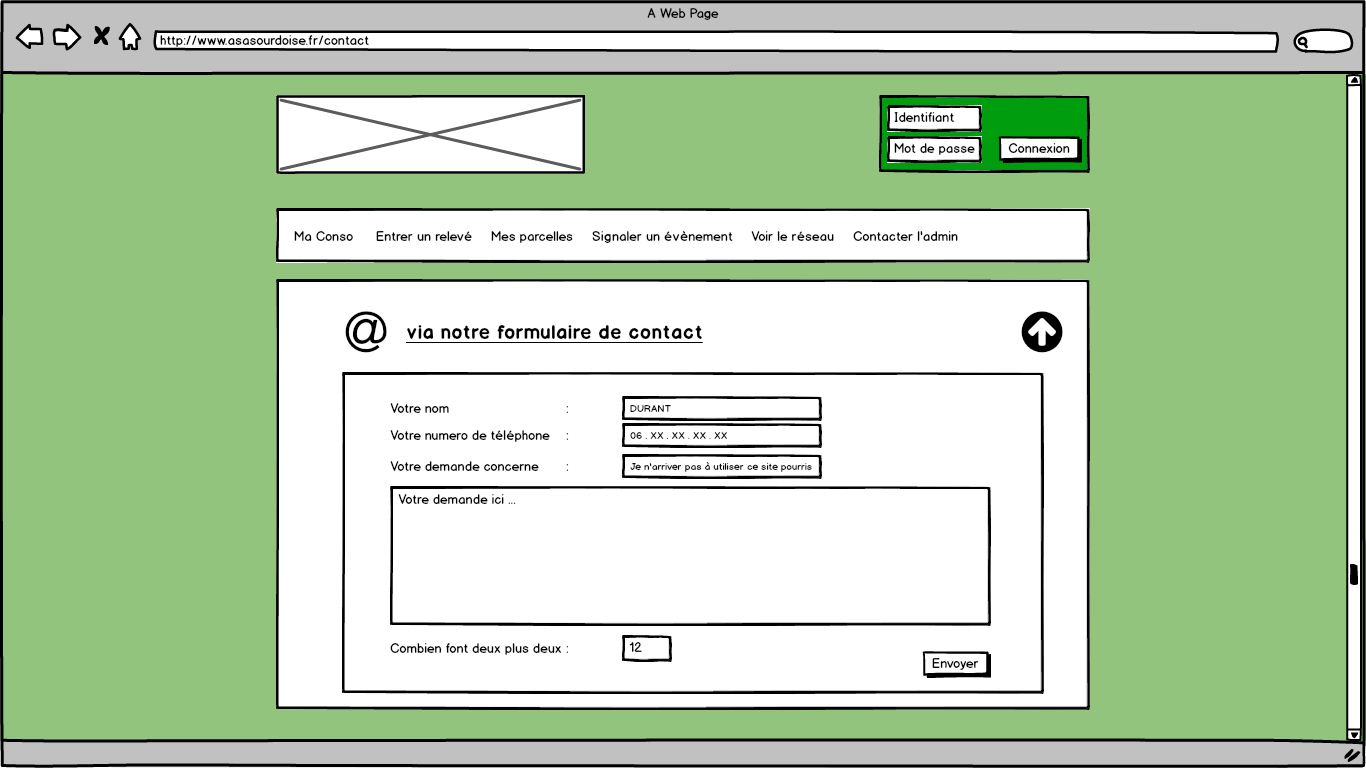 A Web Page
http://www.asasourdoise.fr/contact
Identifiant
Mot de passe
Connexion
Ma Conso Entrer un relevé Mes parcelles Signaler un évènement Voir le réseau Contacter l'admin
@ via notre formulaire de contact
Votre nom : DURANT
Votre numero de téléphone : 06 . XX . XX . XX . XX
Votre demande concerne : Je n'arriver pas à utiliser ce site pourris
Votre demande ici ...
Combien font deux plus deux : 12
Envoyer